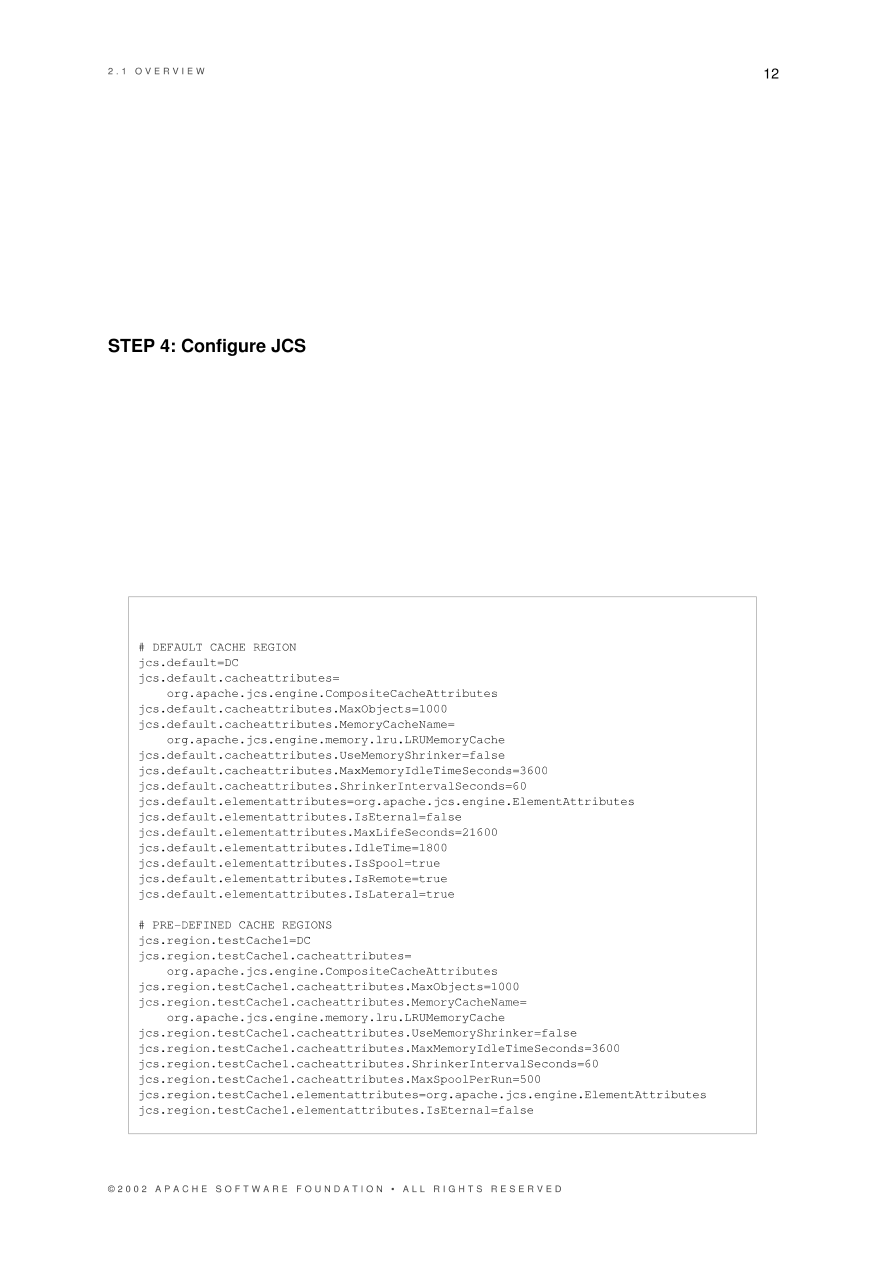 2.1 OVERVIEW
12
STEP 4: Configure JCS
# DEFAULT CACHE REGION
jcs.default=DC
jcs.default.cacheattributes=
    org.apache.jcs.engine.CompositeCacheAttributes
jcs.default.cacheattributes.MaxObjects=1000
jcs.default.cacheattributes.MemoryCacheName=
    org.apache.jcs.engine.memory.lru.LRUMemoryCache
jcs.default.cacheattributes.UseMemoryShrinker=false
jcs.default.cacheattributes.MaxMemoryIdleTimeSeconds=3600
jcs.default.cacheattributes.ShrinkerIntervalSeconds=60
jcs.default.elementattributes=org.apache.jcs.engine.ElementAttributes
jcs.default.elementattributes.IsEternal=false
jcs.default.elementattributes.MaxLifeSeconds=21600
jcs.default.elementattributes.IdleTime=1800
jcs.default.elementattributes.IsSpool=true
jcs.default.elementattributes.IsRemote=true
jcs.default.elementattributes.IsLateral=true
# PRE-DEFINED CACHE REGIONS
jcs.region.testCache1=DC
jcs.region.testCache1.cacheattributes=
    org.apache.jcs.engine.CompositeCacheAttributes
jcs.region.testCache1.cacheattributes.MaxObjects=1000
jcs.region.testCache1.cacheattributes.MemoryCacheName=
    org.apache.jcs.engine.memory.lru.LRUMemoryCache
jcs.region.testCache1.cacheattributes.UseMemoryShrinker=false
jcs.region.testCache1.cacheattributes.MaxMemoryIdleTimeSeconds=3600
jcs.region.testCache1.cacheattributes.ShrinkerIntervalSeconds=60
jcs.region.testCache1.cacheattributes.MaxSpoolPerRun=500
jcs.region.testCache1.elementattributes=org.apache.jcs.engine.ElementAttributes
jcs.region.testCache1.elementattributes.IsEternal=false
©2002 APACHE SOFTWARE FOUNDATION • ALL RIGHTS RESERVED